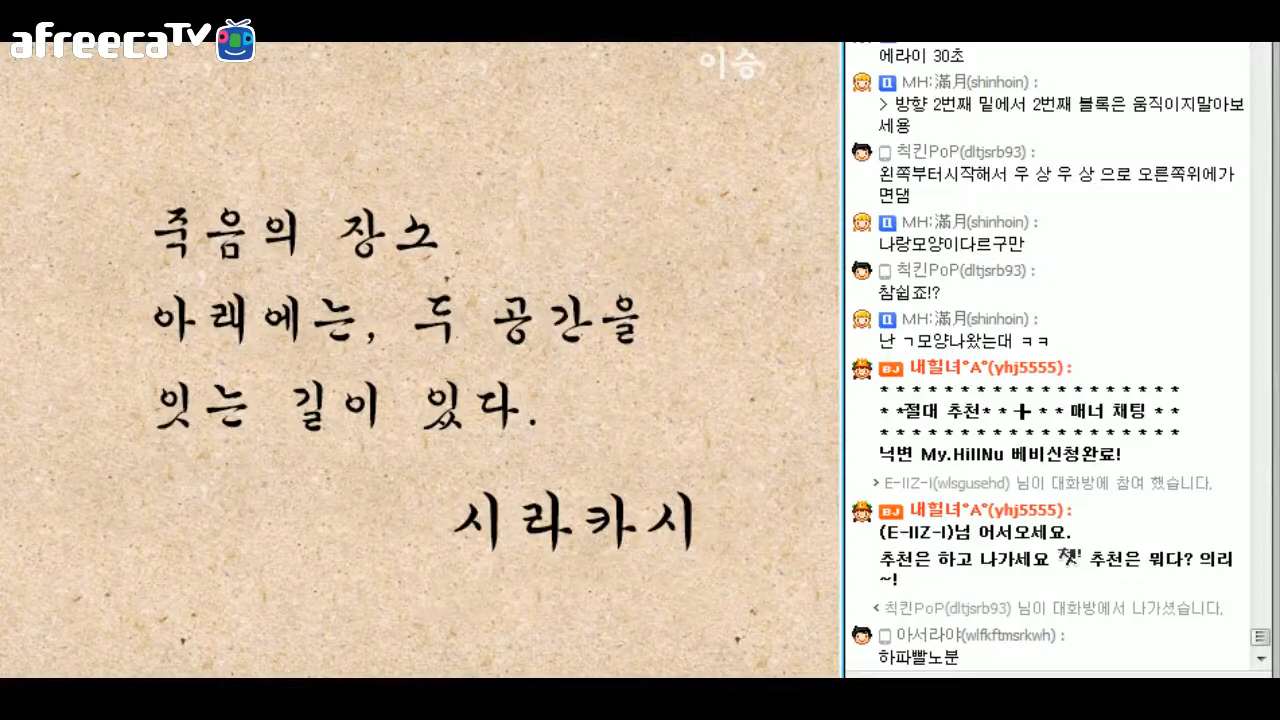 afreecaTV
이승
죽음의 장소
아래에는, 두 공간을
잇는 길이 있다.
시라카시
에라이 30초
MH:滿月(shinhoin) :
> 방향 2번째 밑에서 2번째 블록은 움직이지말아보
세용
칙킨PoP(dltjsrb93) :
왼쪽부터시작해서 우 상 우 상 으로 오른쪽위에가
면댐
MH:滿月(shinhoin) :
나랑모양이다르구만
칙킨PoP(dltjsrb93) :
참쉽죠!?
MH:滿月(shinhoin) :
난 ㄱ모양나왔는대 ㅋㅋ
BJ 내힐녀°A°(yhj5555) :
* * * * * * * * * * * * * * * * * * *
* *절대 추천* * ╋ * * 매너 채팅 * *
* * * * * * * * * * * * * * * * * * *
닉변 My.HillNu 베비신청완료!
> E-IIZ-I(wlsgusehd) 님이 대화방에 참여 했습니다.
BJ 내힐녀°A°(yhj5555) :
(E-IIZ-I)님 어서오세요.
추천은 하고 나가세요 쳇! 추천은 뭐다? 의리
~!
< 칙킨PoP(dltjsrb93) 님이 대화방에서 나가셨습니다.
아서라야(wlfkftmsrkwh) :
하파빨노분